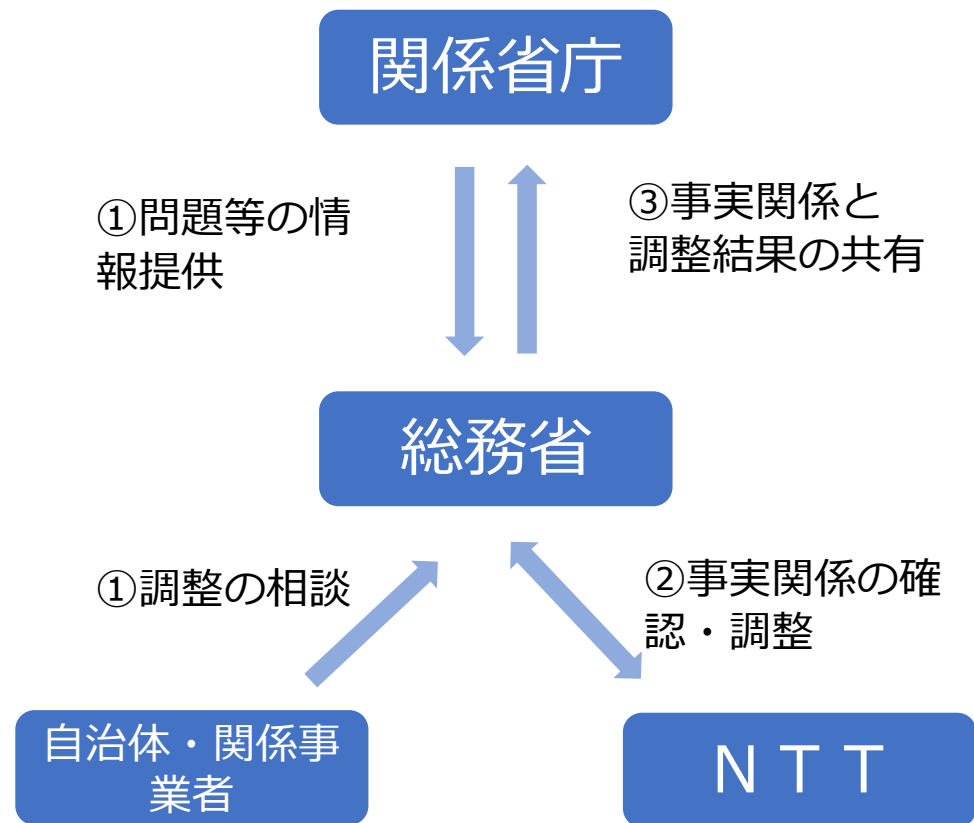 関係省庁
①問題等の情
報提供
③事実関係と
調整結果の共有
総務省
①調整の相談
②事実関係の確
認・調整
自治体・関係事
業者
ＮＴＴ